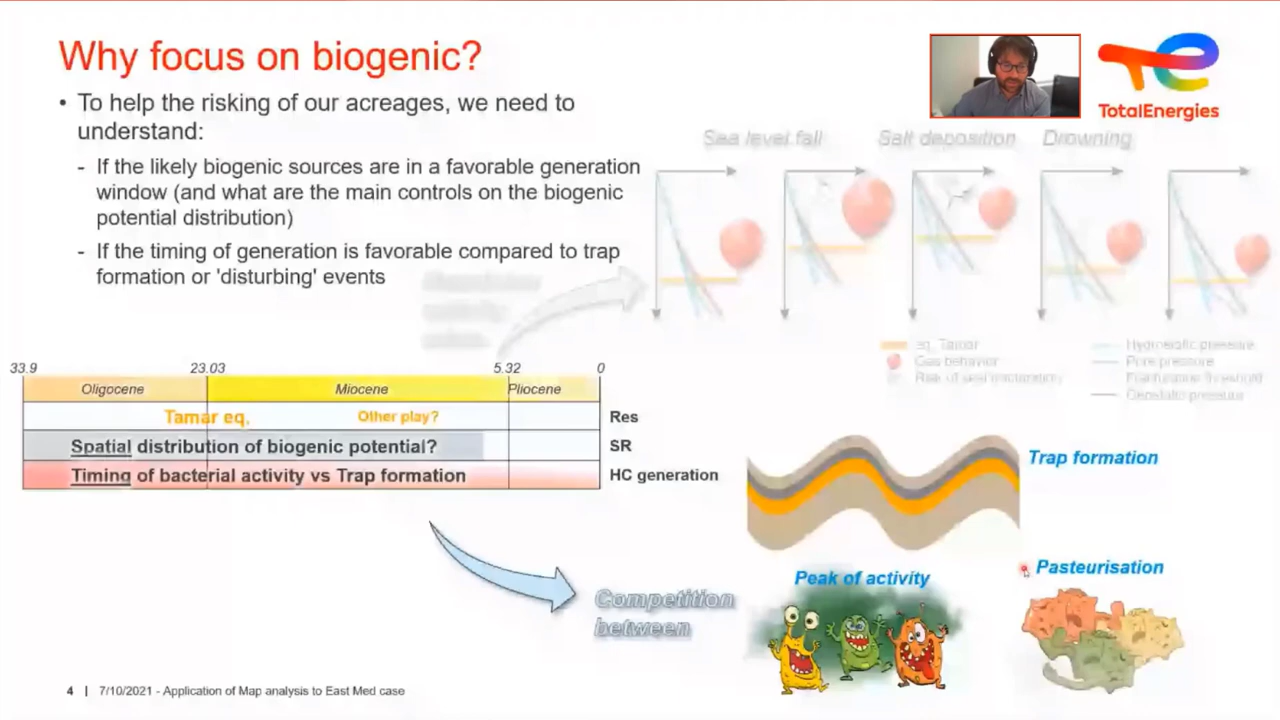 Why focus on biogenic?
TotalEnergies
• To help the risking of our acreages, we need to
understand:
- If the likely biogenic sources are in a favorable generation
window (and what are the main controls on the biogenic
potential distribution)
- If the timing of generation is favorable compared to trap
formation or 'disturbing' events
Sea level fall
Salt deposition
Drowning
eq. Tamar
Gas behavior
Risk of seal fracturation
Hydrostatic pressure
Pore pressure
Fracturation threshold
Geostatic pressure
33.9 23.03 5.32 0
Oligocene Miocene Pliocene
Tamar eq, Other play? Res
Spatial distribution of biogenic potential? SR
Timing of bacterial activity vs Trap formation HC generation
Trap formation
Competition
between
Peak of activity
Pasteurisation
4 | 7/10/2021 - Application of Map analysis to East Med case